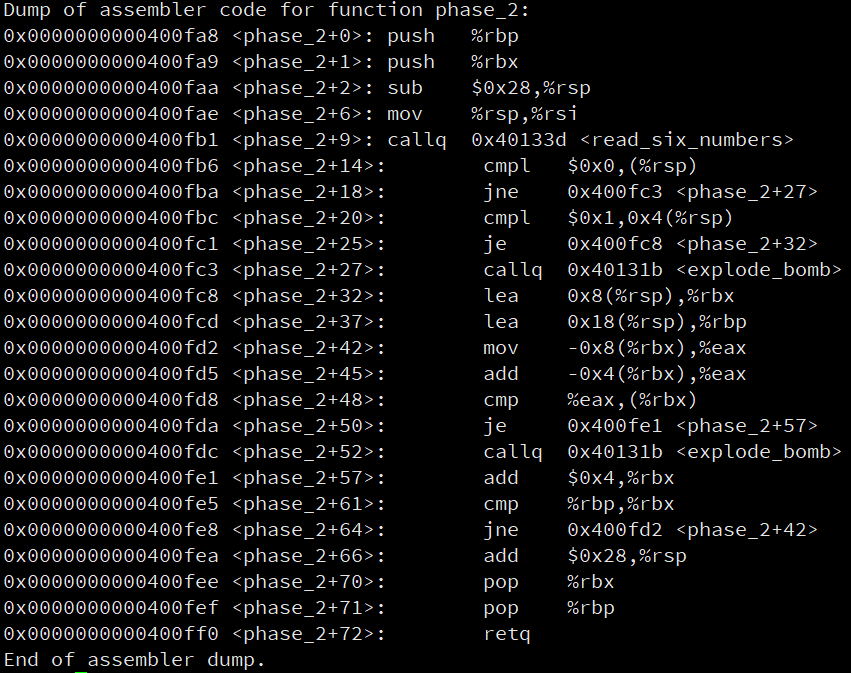 Dump of assembler code for function phase_2:
0x0000000000400fa8 <phase_2+0>: push   %rbp
0x0000000000400fa9 <phase_2+1>: push   %rbx
0x0000000000400faa <phase_2+2>: sub    $0x28,%rsp
0x0000000000400fae <phase_2+6>: mov    %rsp,%rsi
0x0000000000400fb1 <phase_2+9>: callq  0x40133d <read_six_numbers>
0x0000000000400fb6 <phase_2+14>:        cmpl   $0x0,(%rsp)
0x0000000000400fba <phase_2+18>:        jne    0x400fc3 <phase_2+27>
0x0000000000400fbc <phase_2+20>:        cmpl   $0x1,0x4(%rsp)
0x0000000000400fc1 <phase_2+25>:        je     0x400fc8 <phase_2+32>
0x0000000000400fc3 <phase_2+27>:        callq  0x40131b <explode_bomb>
0x0000000000400fc8 <phase_2+32>:        lea    0x8(%rsp),%rbx
0x0000000000400fcd <phase_2+37>:        lea    0x18(%rsp),%rbp
0x0000000000400fd2 <phase_2+42>:        mov    -0x8(%rbx),%eax
0x0000000000400fd5 <phase_2+45>:        add    -0x4(%rbx),%eax
0x0000000000400fd8 <phase_2+48>:        cmp    %eax,(%rbx)
0x0000000000400fda <phase_2+50>:        je     0x400fe1 <phase_2+57>
0x0000000000400fdc <phase_2+52>:        callq  0x40131b <explode_bomb>
0x0000000000400fe1 <phase_2+57>:        add    $0x4,%rbx
0x0000000000400fe5 <phase_2+61>:        cmp    %rbp,%rbx
0x0000000000400fe8 <phase_2+64>:        jne    0x400fd2 <phase_2+42>
0x0000000000400fea <phase_2+66>:        add    $0x28,%rsp
0x0000000000400fee <phase_2+70>:        pop    %rbx
0x0000000000400fef <phase_2+71>:        pop    %rbp
0x0000000000400ff0 <phase_2+72>:        retq
End of assembler dump.